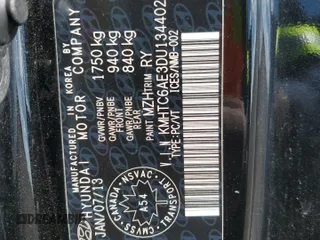 MANUFACTURED IN KOREA BY
HYUNDAI MOTOR COMPANY
JAN/07/13
GVWR/PNBV 1750 kg
GAWR/PNBE FRONT 940 kg
GAWR/PNBE REAR 840 kg
PAINT MZH TRIM RY
V.I.N KMHTC6AE3DU134402
TYPE:PC/VT ICES/NMB-002
CANADA NSVAC
454
CMVSS TRANSPORT